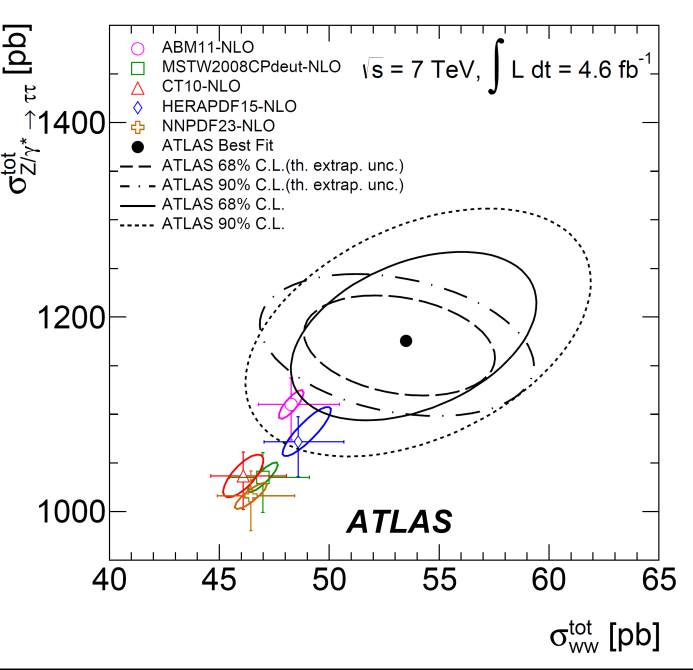 σ^tot_Z/γ*→ττ [pb]
ABM11-NLO
MSTW2008CPdeut-NLO
CT10-NLO
HERAPDF15-NLO
NNPDF23-NLO
ATLAS Best Fit
ATLAS 68% C.L.(th. extrap. unc.)
ATLAS 90% C.L.(th. extrap. unc.)
ATLAS 68% C.L.
ATLAS 90% C.L.
√s = 7 TeV, ∫ L dt = 4.6 fb⁻¹
1400
1200
1000
ATLAS
40 45 50 55 60 65
σ^tot_WW [pb]